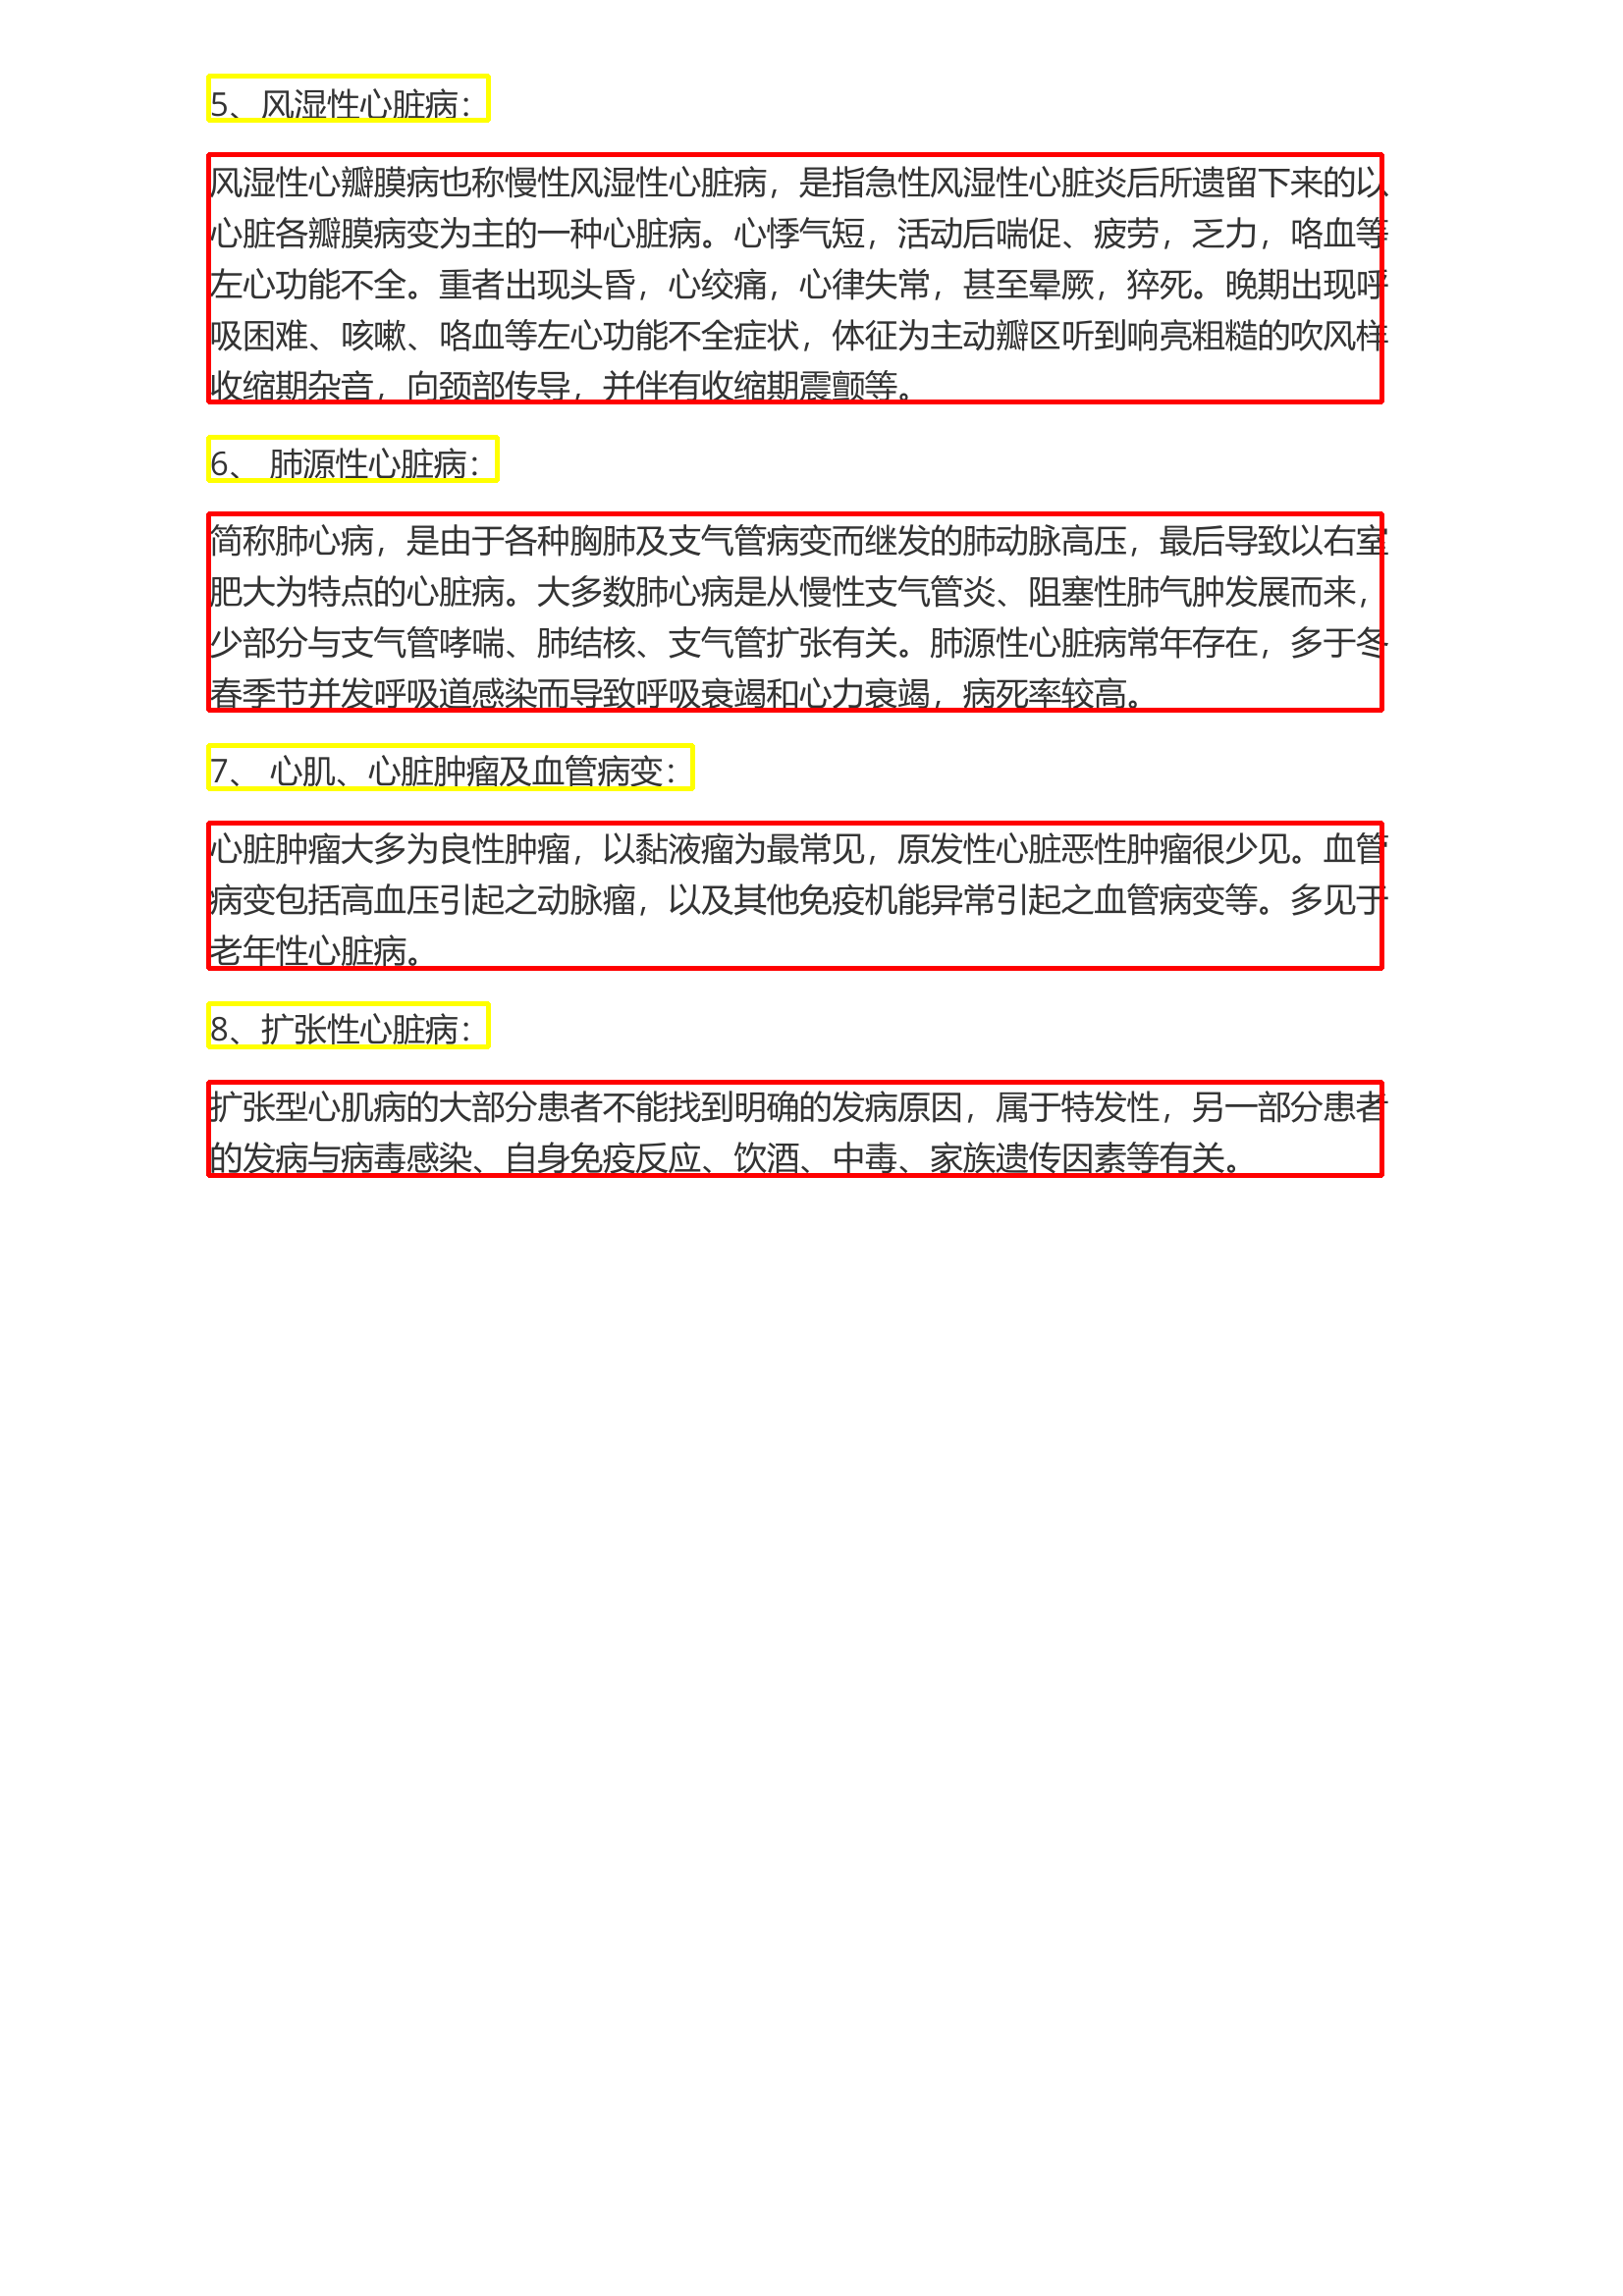 5、风湿性心脏病：
风湿性心瓣膜病也称慢性风湿性心脏病，是指急性风湿性心脏炎后所遗留下来的以
心脏各瓣膜病变为主的一种心脏病。心悸气短，活动后喘促、疲劳，乏力，咯血等
左心功能不全。重者出现头昏，心绞痛，心律失常，甚至晕厥，猝死。晚期出现呼
吸困难、咳嗽、咯血等左心功能不全症状，体征为主动瓣区听到响亮粗糙的吹风样
收缩期杂音，向颈部传导，并伴有收缩期震颤等。
6、 肺源性心脏病：
简称肺心病，是由于各种胸肺及支气管病变而继发的肺动脉高压，最后导致以右室
肥大为特点的心脏病。大多数肺心病是从慢性支气管炎、阻塞性肺气肿发展而来，
少部分与支气管哮喘、肺结核、支气管扩张有关。肺源性心脏病常年存在，多于冬
春季节并发呼吸道感染而导致呼吸衰竭和心力衰竭，病死率较高。
7、 心肌、心脏肿瘤及血管病变：
心脏肿瘤大多为良性肿瘤，以黏液瘤为最常见，原发性心脏恶性肿瘤很少见。血管
病变包括高血压引起之动脉瘤，以及其他免疫机能异常引起之血管病变等。多见于
老年性心脏病。
8、扩张性心脏病：
扩张型心肌病的大部分患者不能找到明确的发病原因，属于特发性，另一部分患者
的发病与病毒感染、自身免疫反应、饮酒、中毒、家族遗传因素等有关。